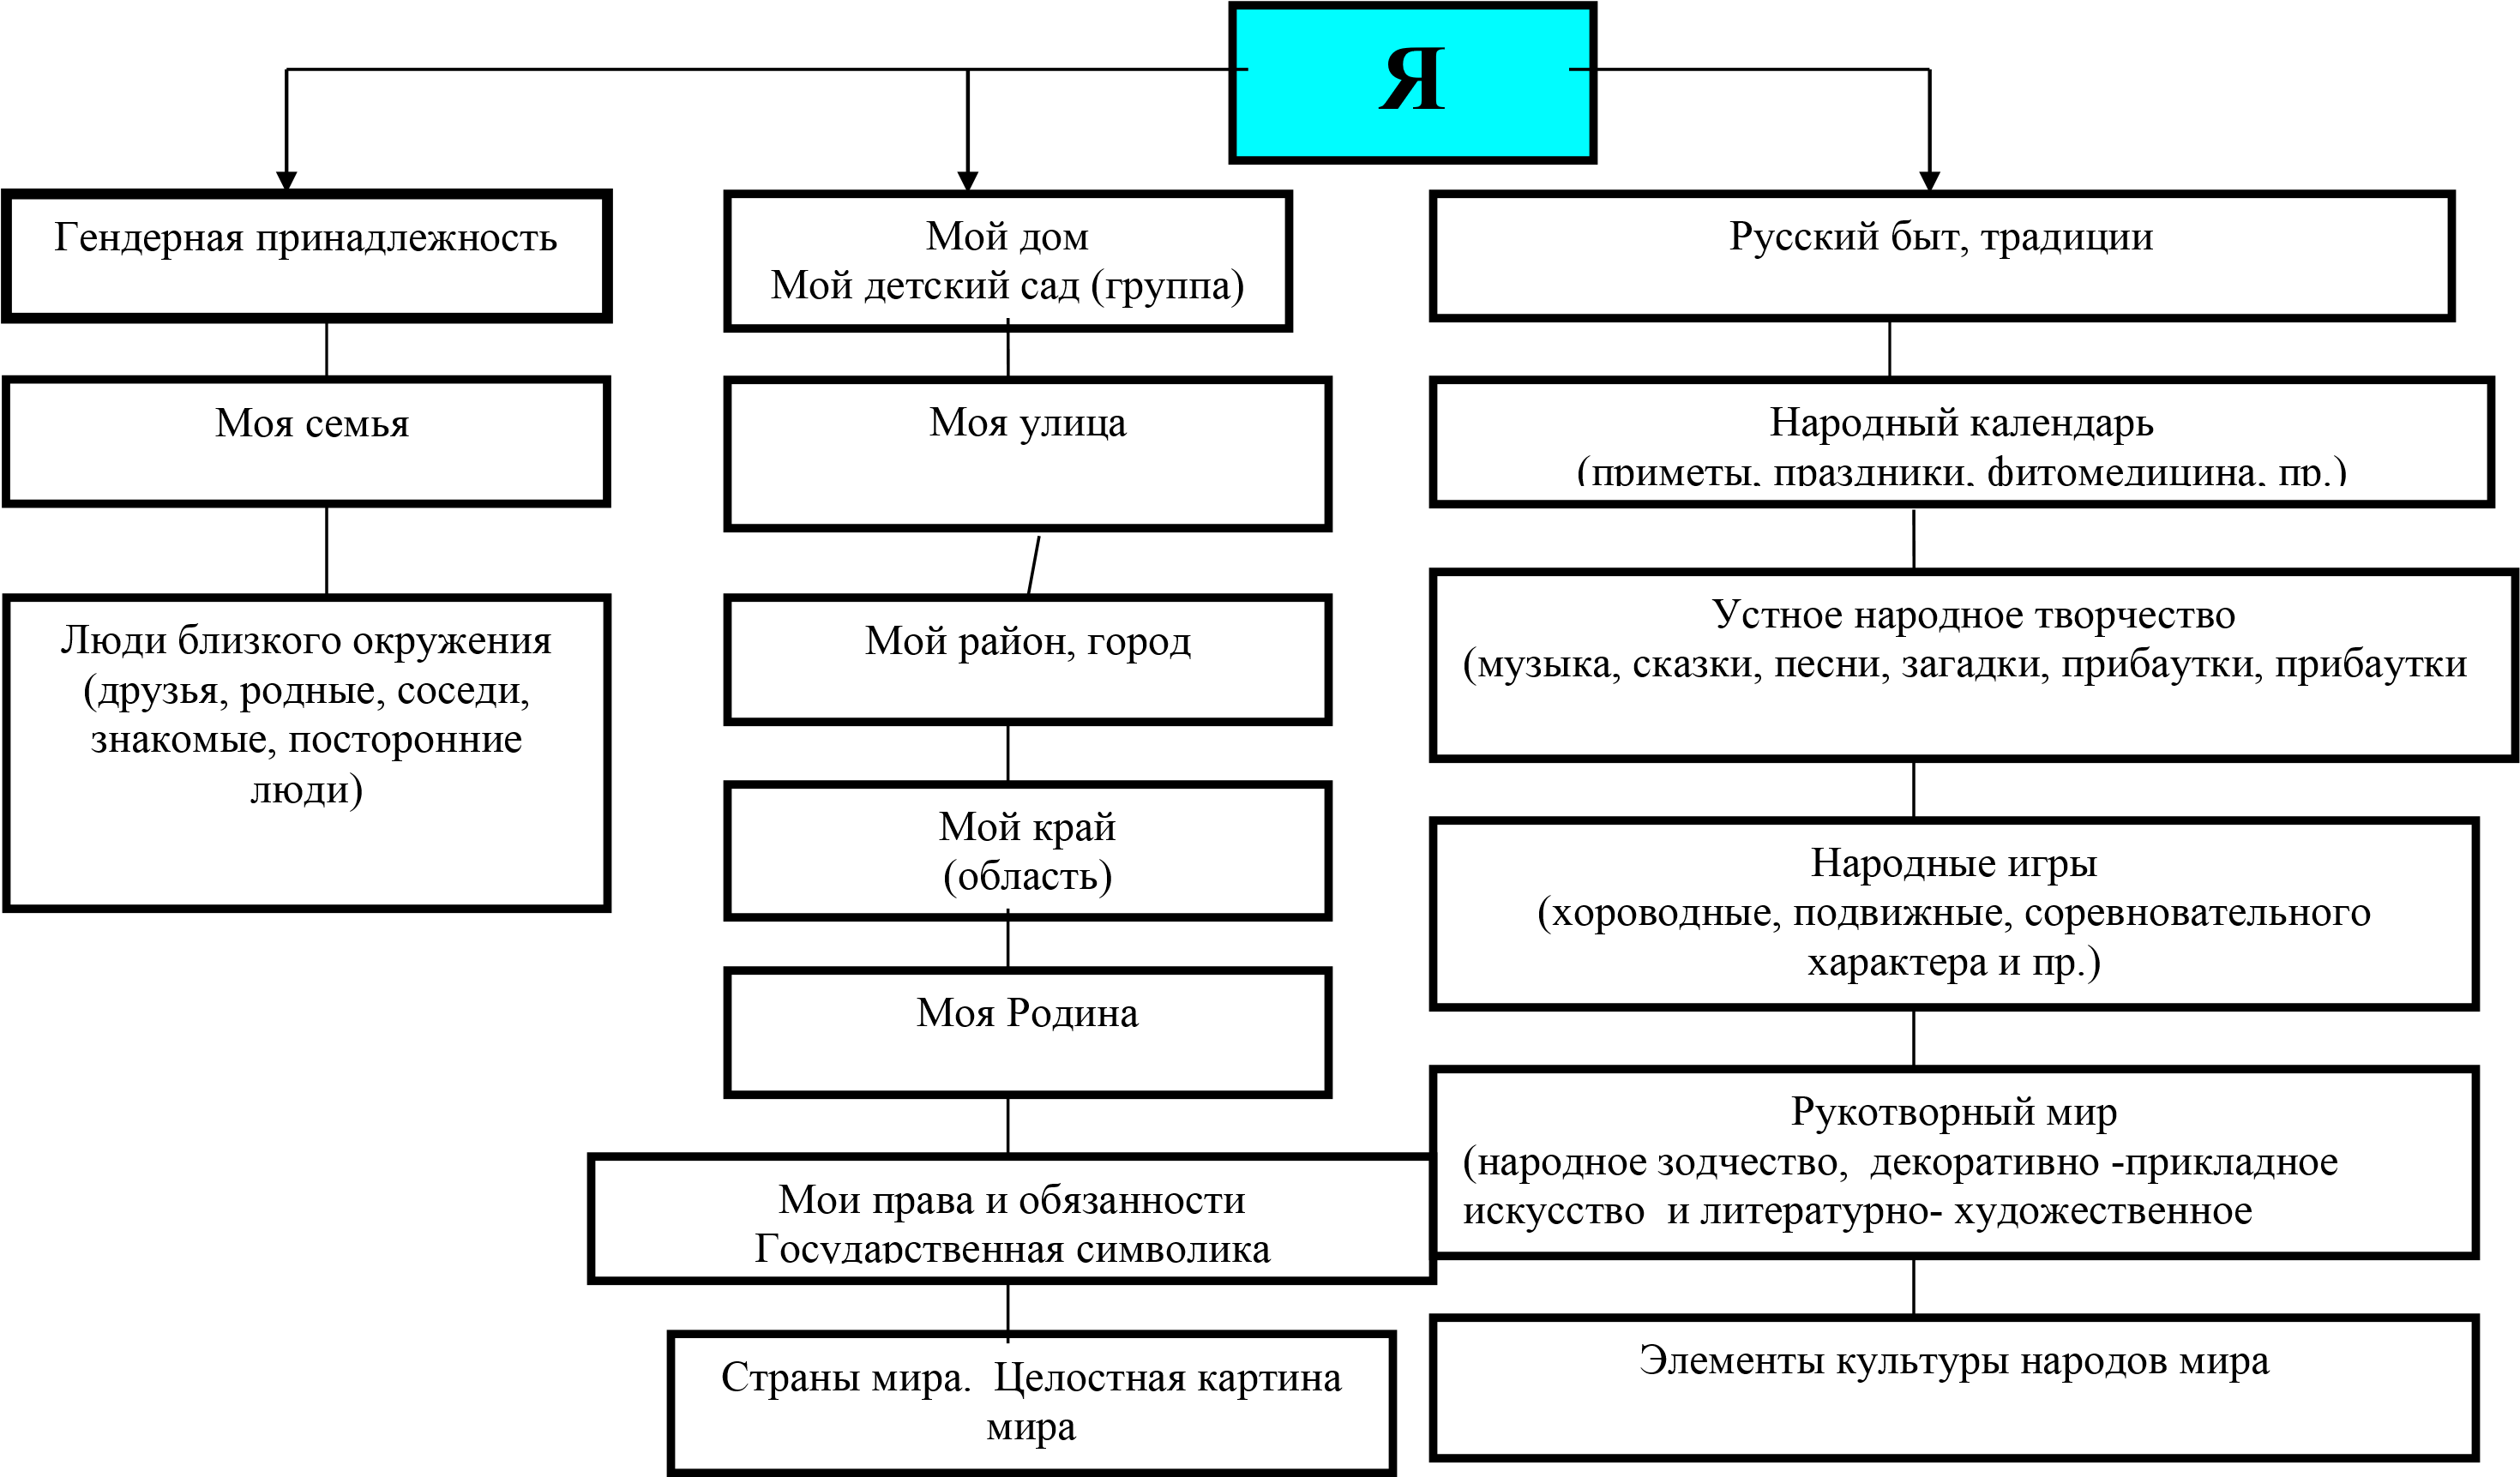 Я
Гендерная принадлежность
Моя семья
Люди близкого окружения
(друзья, родные, соседи,
знакомые, посторонние
люди)
Мой дом
Мой детский сад (группа)
Моя улица
Мой район, город
Мой край
(область)
Моя Родина
Мои права и обязанности
Государственная символика
Страны мира.  Целостная картина
мира
Русский быт, традиции
Народный календарь
(приметы, праздники, фитомедицина, пр.)
Устное народное творчество
(музыка, сказки, песни, загадки, прибаутки, прибаутки
Народные игры
(хороводные, подвижные, соревновательного
характера и пр.)
Рукотворный мир
(народное зодчество,  декоративно -прикладное
искусство  и литературно- художественное
Элементы культуры народов мира